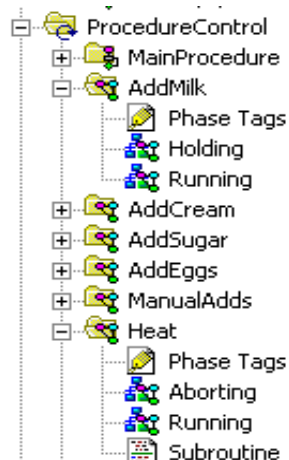 ProcedureControl
MainProcedure
AddMilk
Phase Tags
Holding
Running
AddCream
AddSugar
AddEggs
ManualAdds
Heat
Phase Tags
Aborting
Running
Subroutine